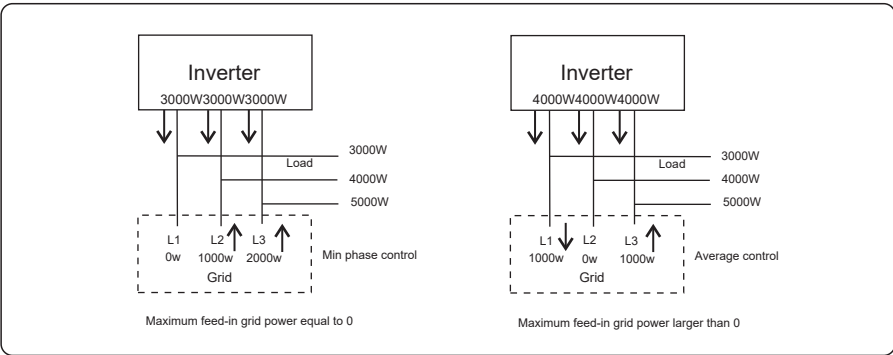 Inverter
3000W3000W3000W
3000W
Load
4000W
5000W
L1 L2 L3
0w 1000w 2000w
Grid
Min phase control
Maximum feed-in grid power equal to 0
Inverter
4000W4000W4000W
3000W
Load
4000W
5000W
L1 L2 L3
1000w 0w 1000w
Grid
Average control
Maximum feed-in grid power larger than 0